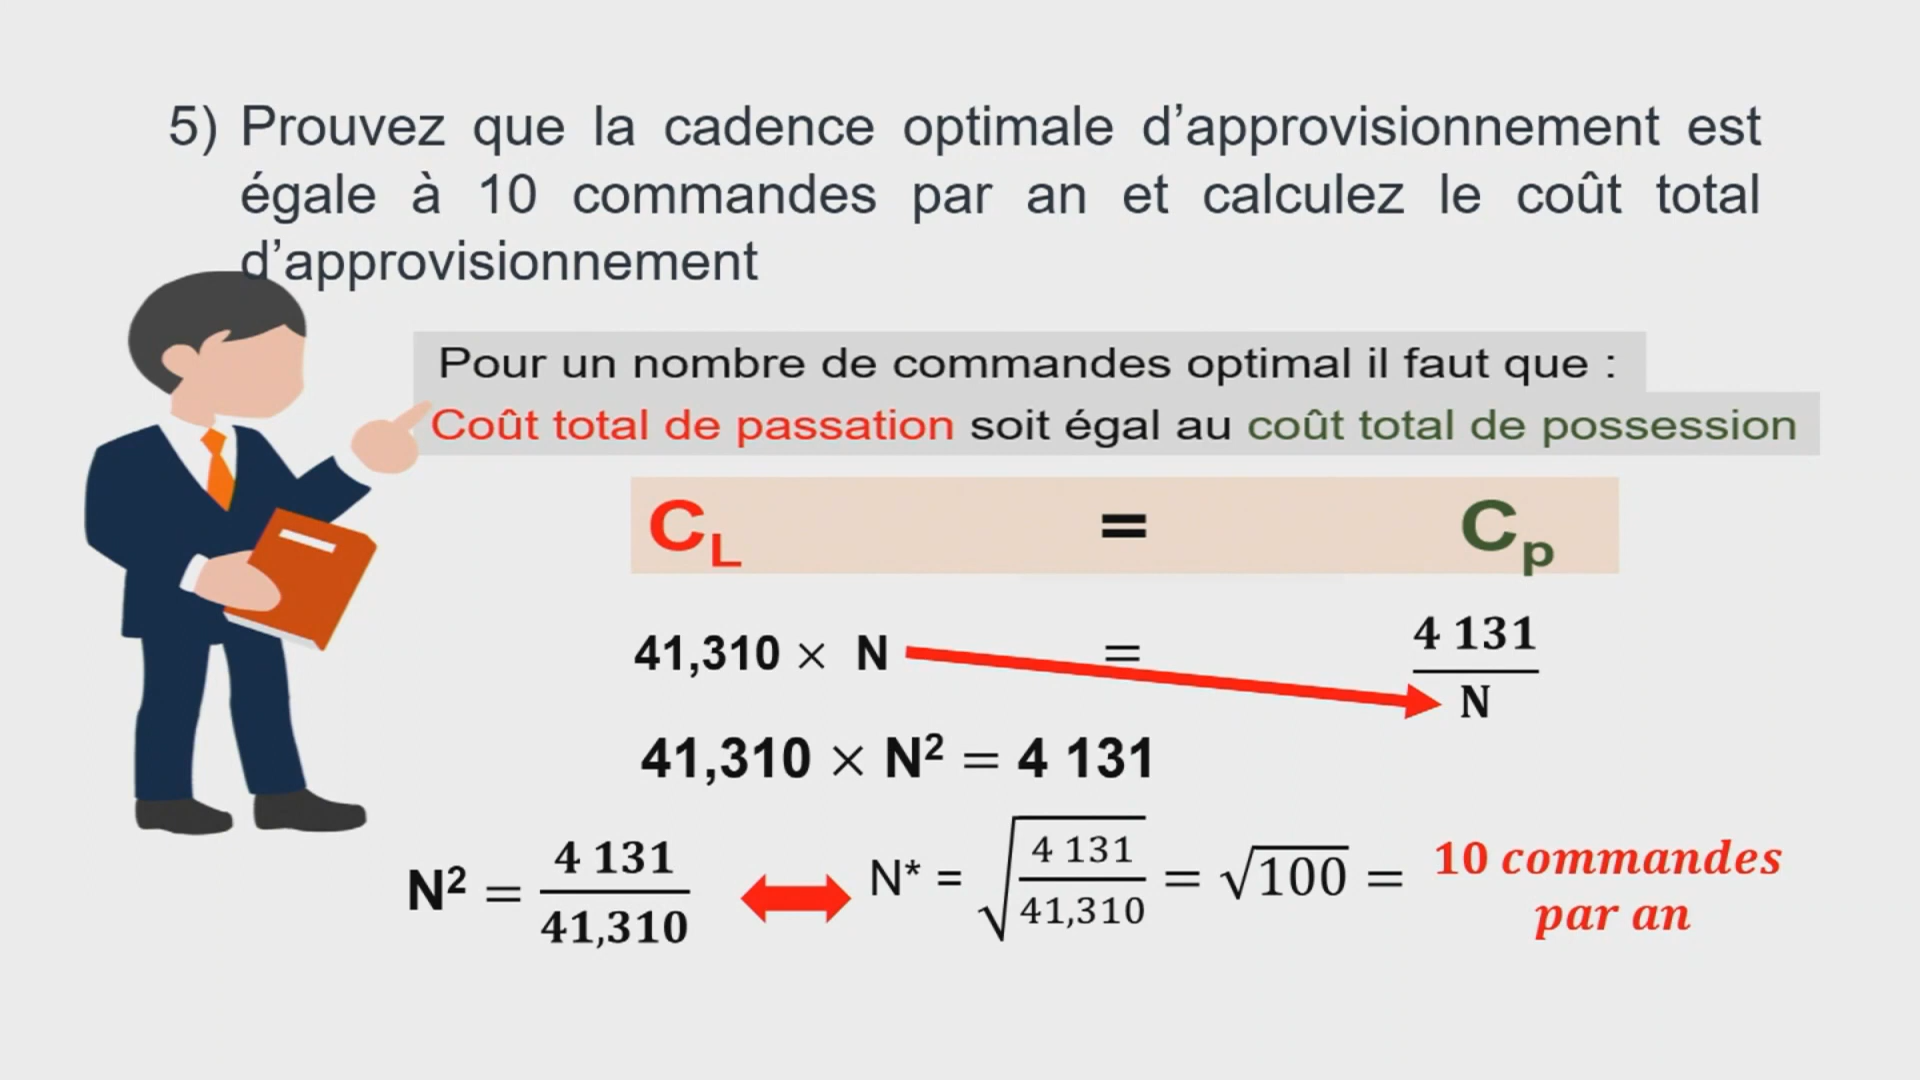 5) Prouvez que la cadence optimale d’approvisionnement est
égale à 10 commandes par an et calculez le coût total
d’approvisionnement
Pour un nombre de commandes optimal il faut que :
Coût total de passation soit égal au coût total de possession
C_L = C_p
41,310 × N = 4 131 / N
41,310 × N² = 4 131
N² = 4 131 / 41,310 ⟺ N* = √(4 131 / 41,310) = √100 = 10 commandes
par an